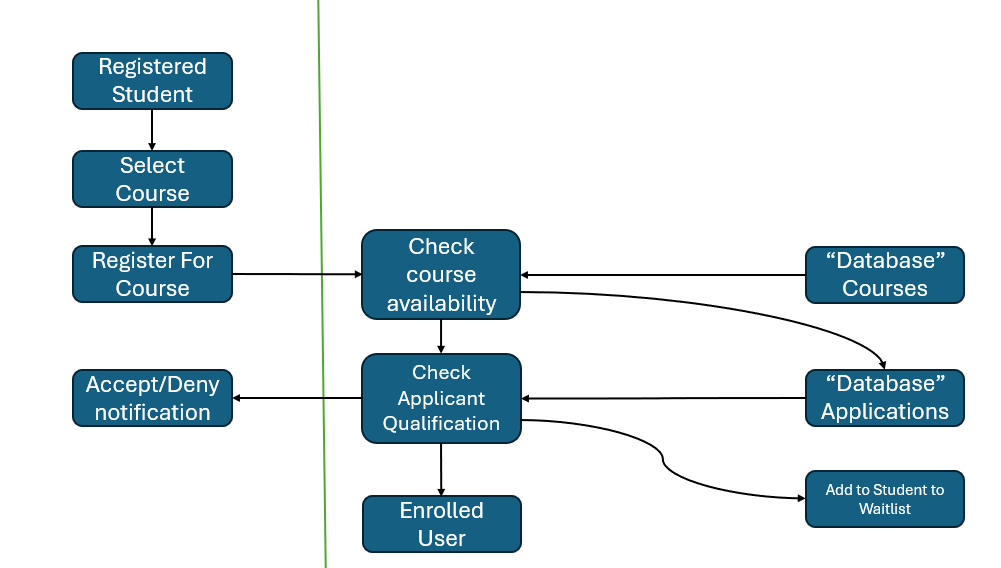 Registered
Student
Select
Course
Register For
Course
Check
course
availability
“Database”
Courses
Accept/Deny
notification
Check
Applicant
Qualification
“Database”
Applications
Add to Student to
Waitlist
Enrolled
User